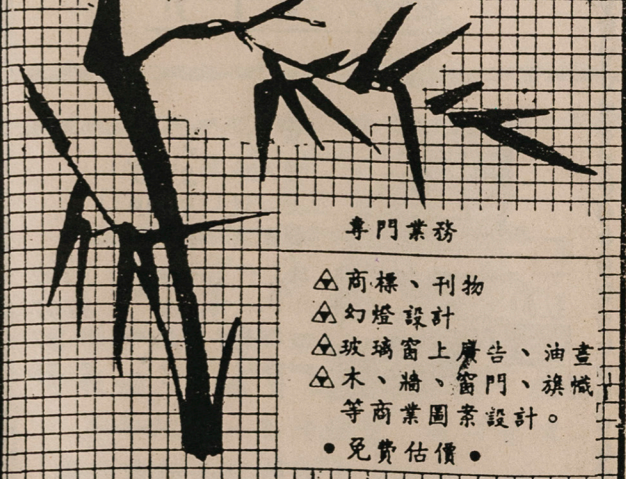 專門業務
商標、刊物
幻燈設計
玻璃窗上廣告、油畫
木、牆、窗門、旗幟
等商業圖案設計。
•免費估價•